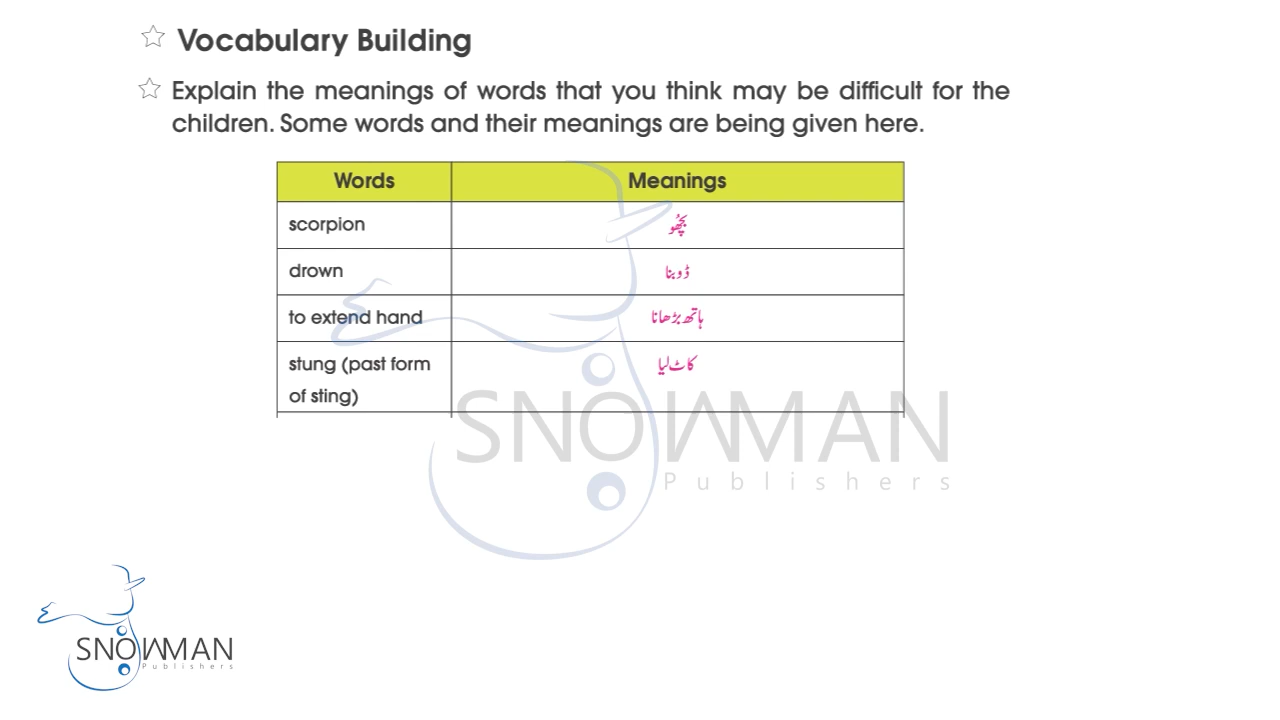 Vocabulary Building
Explain the meanings of words that you think may be difficult for the
children. Some words and their meanings are being given here.
Words Meanings
scorpion بچھُو
drown ڈوبنا
to extend hand ہاتھ بڑھانا
stung (past form کاٹ لیا
of sting)
SNOWMAN
Publishers
SNOWMAN
Publishers